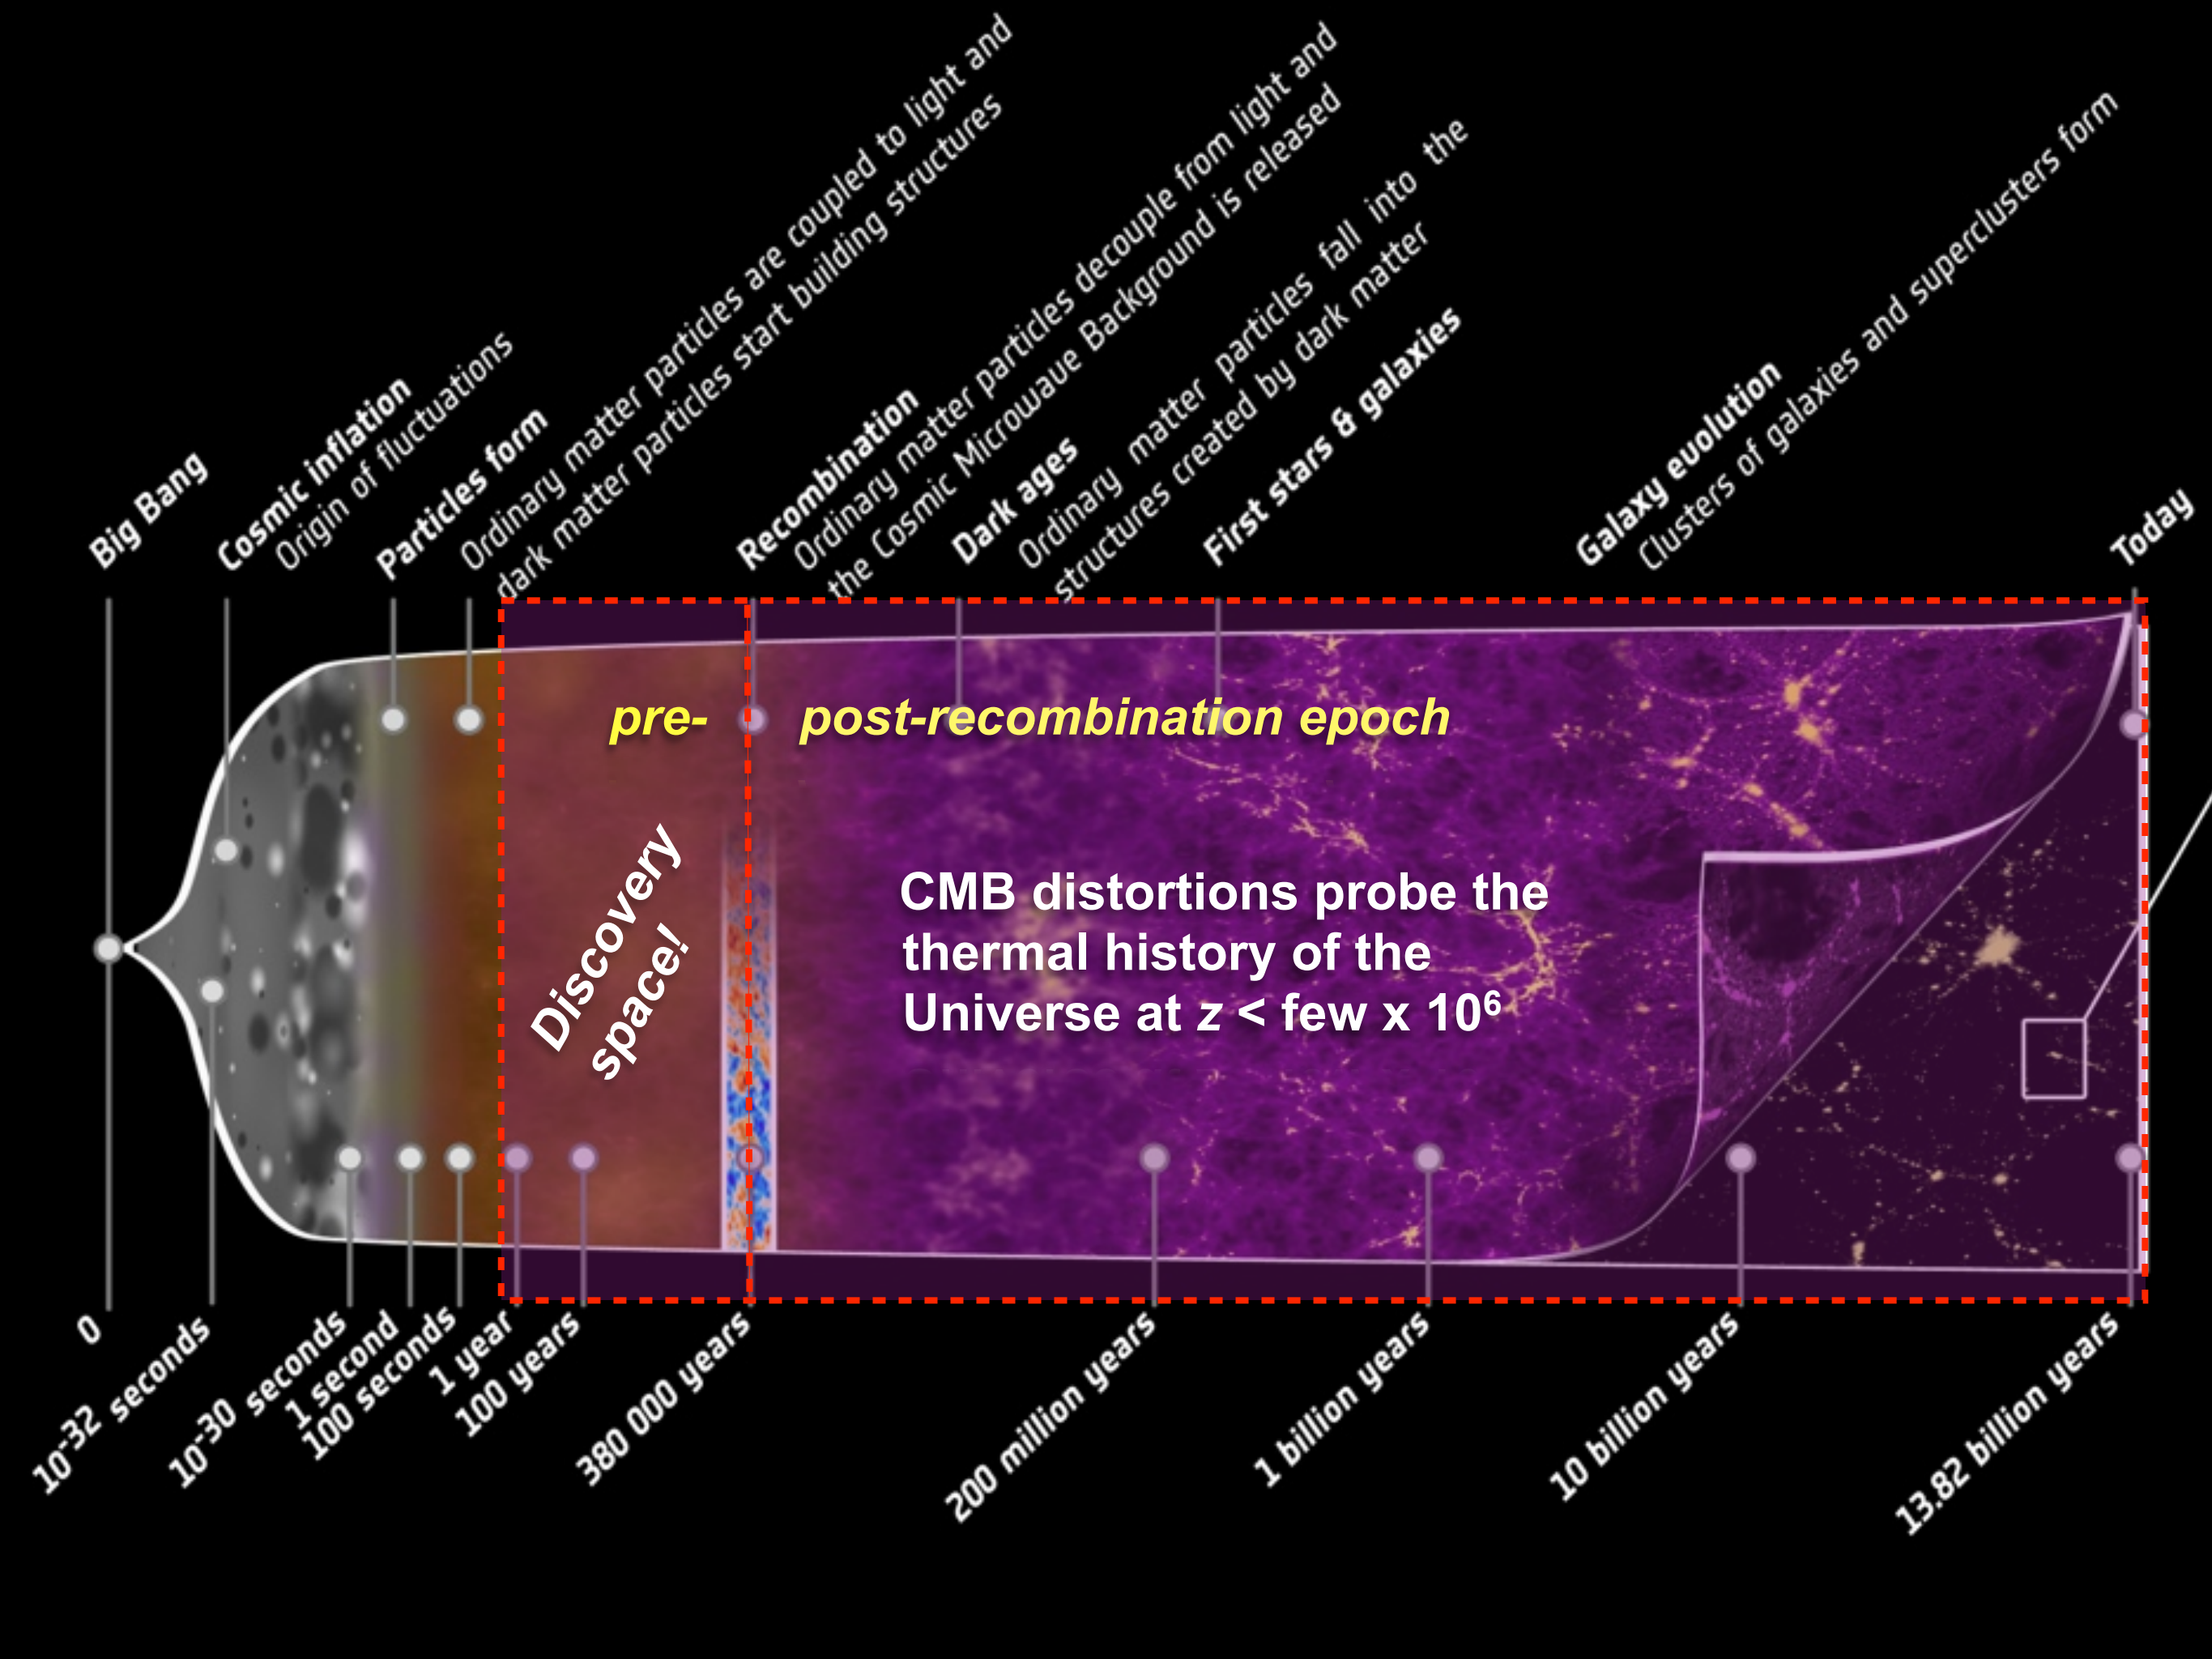 Big Bang
Cosmic inflation
Origin of fluctuations
Particles form
Ordinary matter particles are coupled to light and
dark matter particles start building structures
Recombination
Ordinary matter particles decouple from light and
the Cosmic Microwave Background is released
Dark ages
Ordinary matter particles fall into the
structures created by dark matter
First stars & galaxies
Galaxy evolution
Clusters of galaxies and superclusters form
Today
pre-
post-recombination epoch
Discovery
space!
CMB distortions probe the
thermal history of the
Universe at z < few x 10⁶
0
10⁻³² seconds
10⁻³⁰ seconds
1 second
100 seconds
1 year
100 years
380 000 years
200 million years
1 billion years
10 billion years
13.82 billion years